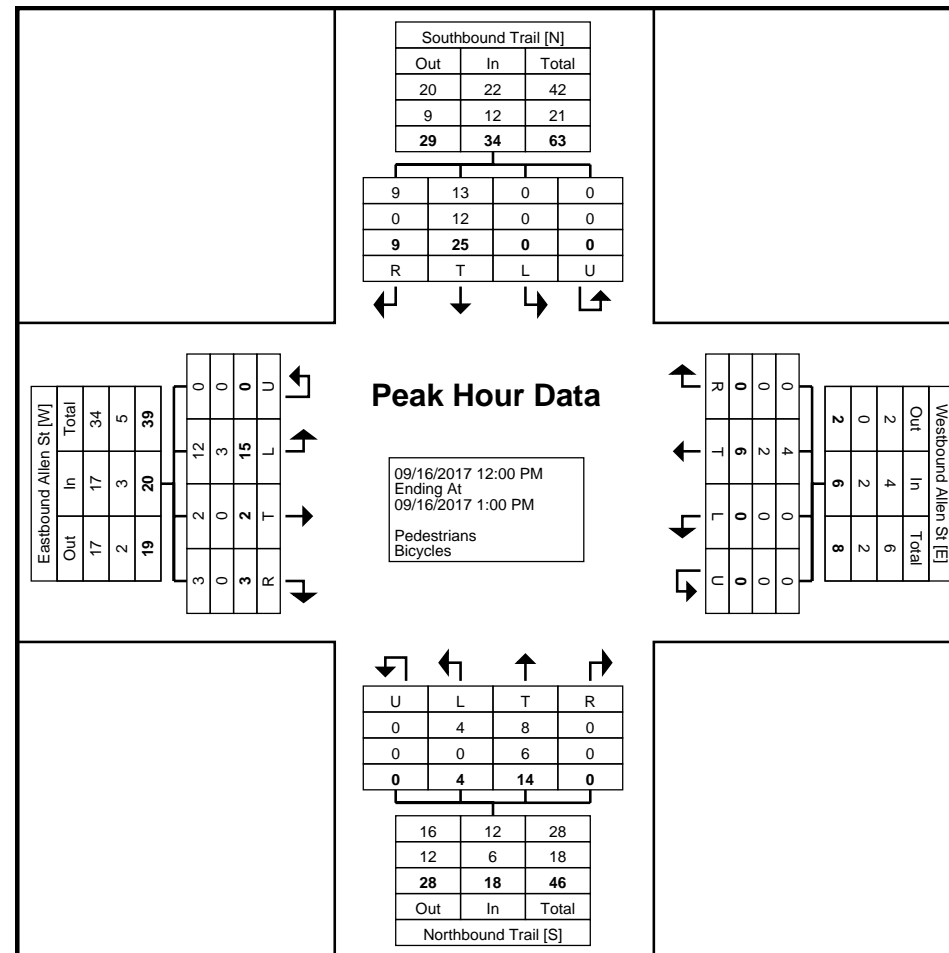 Southbound Trail [N]
Out In Total
20 22 42
9 12 21
29 34 63
9 13 0 0
0 12 0 0
9 25 0 0
R T L U
Eastbound Allen St [W]
Total In Out
34 17 17
5 3 2
39 20 19
0 12 2 3
0 3 0 0
0 15 2 3
U L T R
Peak Hour Data
09/16/2017 12:00 PM
Ending At
09/16/2017 1:00 PM
Pedestrians
Bicycles
Westbound Allen St [E]
Out In Total
2 4 6
0 2 2
2 6 8
0 4 0 0
0 2 0 0
0 6 0 0
R T L U
U L T R
0 4 8 0
0 0 6 0
0 4 14 0
16 12 28
12 6 18
28 18 46
Out In Total
Northbound Trail [S]